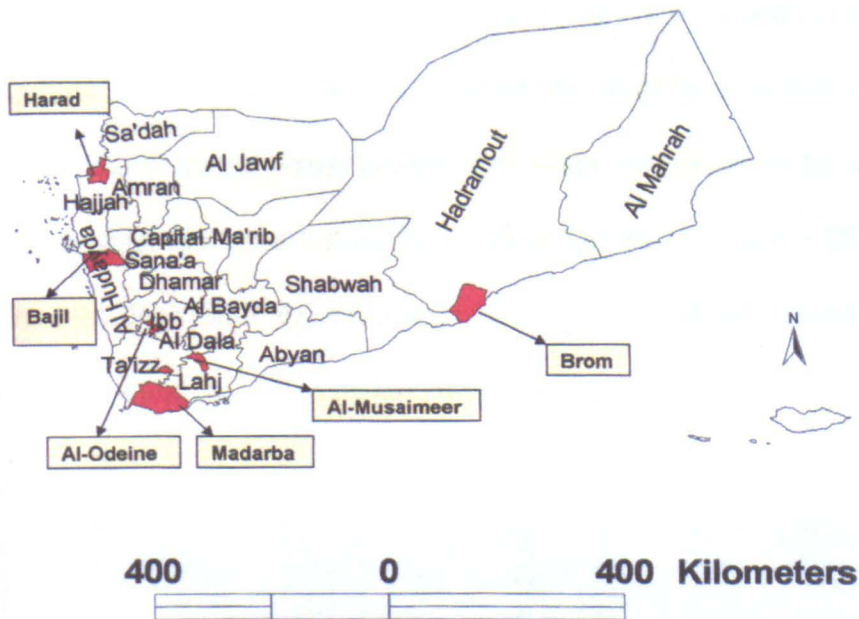 Harad
Sa'dah
Al Jawf
Amran
Hajjah
Hadramout
Al Mahrah
Capital Ma'rib
Sana'a
Al Hudayda
Dhamar
Shabwah
Al Bayda
Bajil
Ibb
Al Dala
Abyan
Ta'izz
Lahj
Brom
N
Al-Musaimeer
Al-Odeine
Madarba
400 0 400 Kilometers